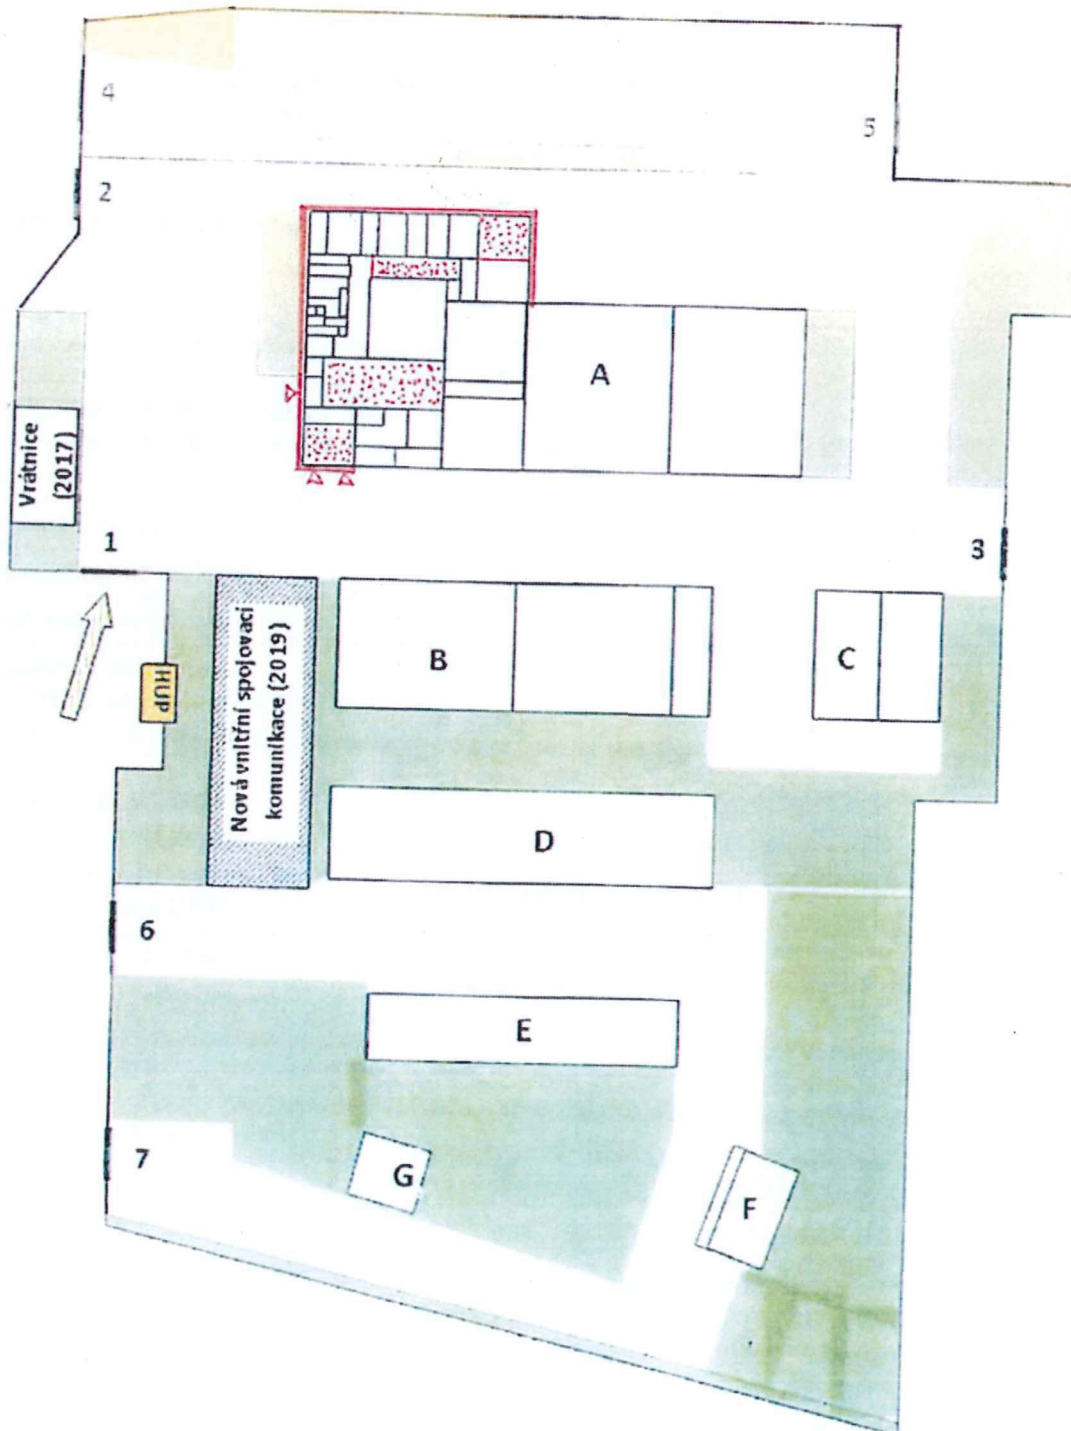 4
5
2
A
Vrátnice
(2017)
1
3
HUP
Nová vnitřní spojovací
komunikace (2019)
B
C
D
6
E
7
G
F